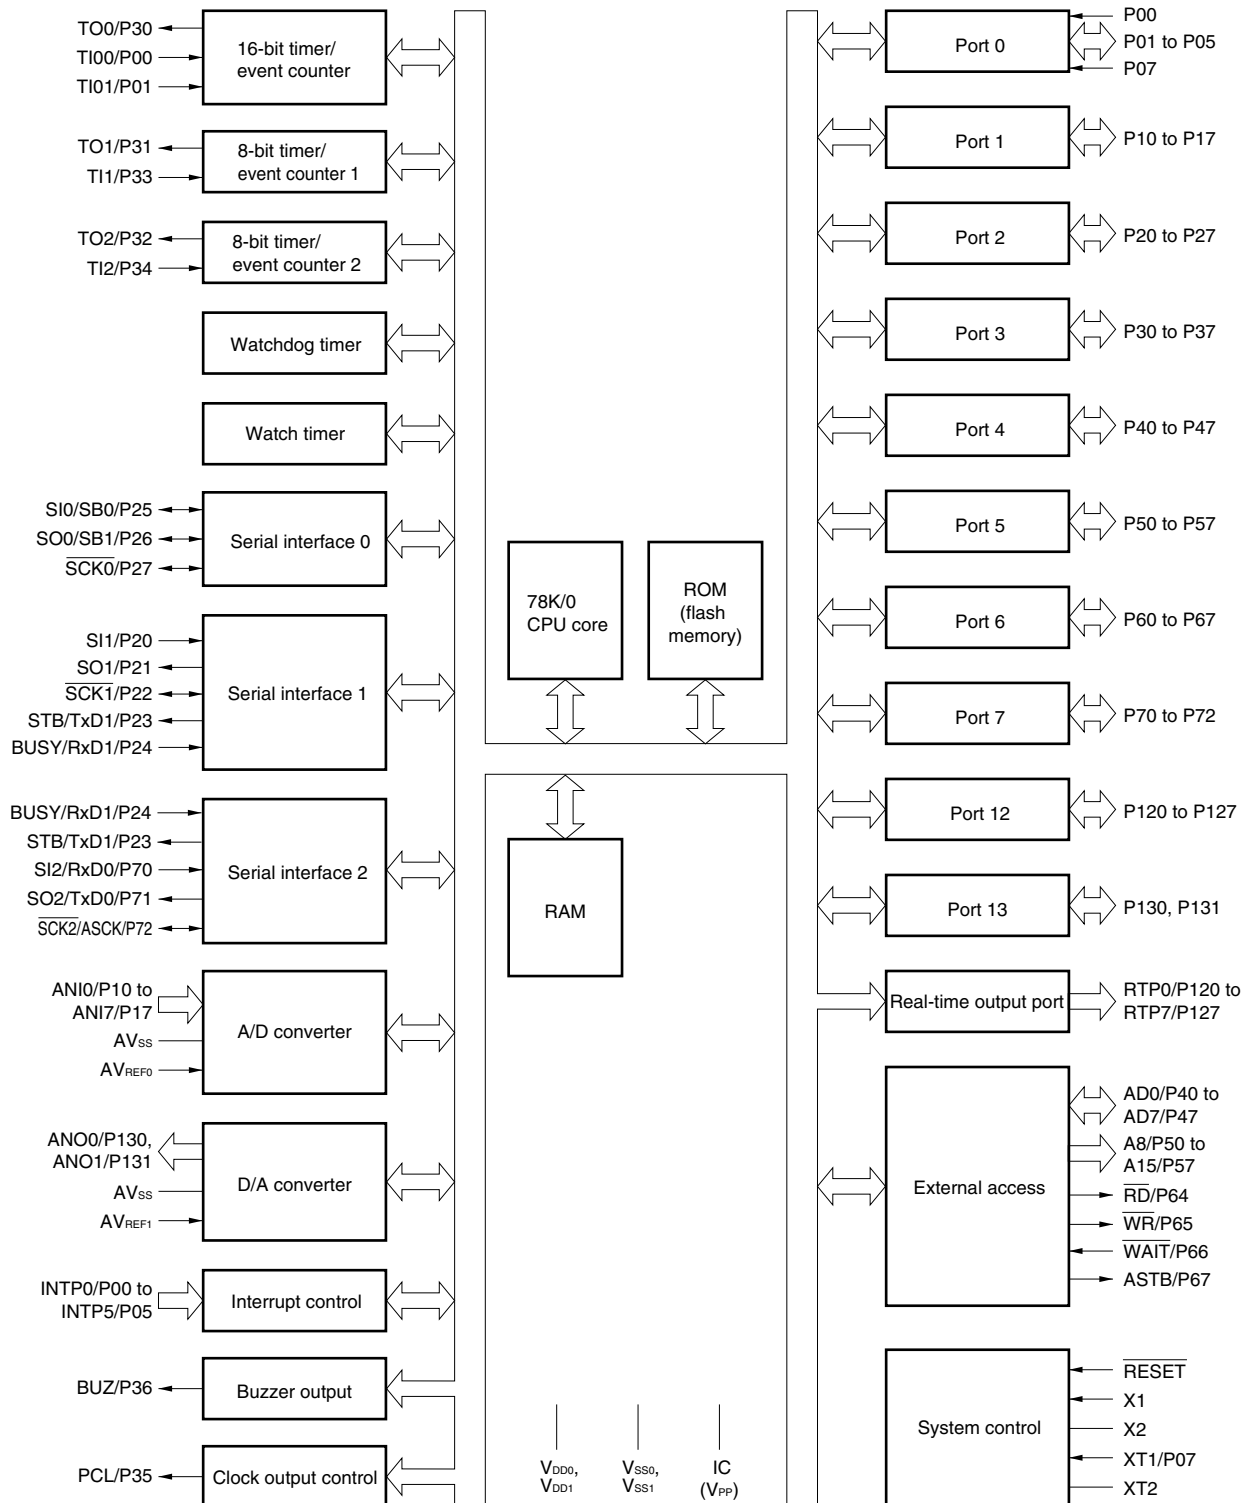 TO0/P30
TI00/P00
TI01/P01
16-bit timer/
event counter
TO1/P31
TI1/P33
8-bit timer/
event counter 1
TO2/P32
TI2/P34
8-bit timer/
event counter 2
Watchdog timer
Watch timer
SI0/SB0/P25
SO0/SB1/P26
SCK0/P27
Serial interface 0
SI1/P20
SO1/P21
SCK1/P22
STB/TxD1/P23
BUSY/RxD1/P24
Serial interface 1
BUSY/RxD1/P24
STB/TxD1/P23
SI2/RxD0/P70
SO2/TxD0/P71
SCK2/ASCK/P72
Serial interface 2
ANI0/P10 to
ANI7/P17
AVSS
AVREF0
A/D converter
ANO0/P130,
ANO1/P131
AVSS
AVREF1
D/A converter
INTP0/P00 to
INTP5/P05
Interrupt control
BUZ/P36
Buzzer output
PCL/P35
Clock output control
78K/0
CPU core
ROM
(flash
memory)
RAM
VDD0,
VDD1
VSS0,
VSS1
IC
(VPP)
Port 0
P00
P01 to P05
P07
Port 1
P10 to P17
Port 2
P20 to P27
Port 3
P30 to P37
Port 4
P40 to P47
Port 5
P50 to P57
Port 6
P60 to P67
Port 7
P70 to P72
Port 12
P120 to P127
Port 13
P130, P131
Real-time output port
RTP0/P120 to
RTP7/P127
External access
AD0/P40 to
AD7/P47
A8/P50 to
A15/P57
RD/P64
WR/P65
WAIT/P66
ASTB/P67
System control
RESET
X1
X2
XT1/P07
XT2